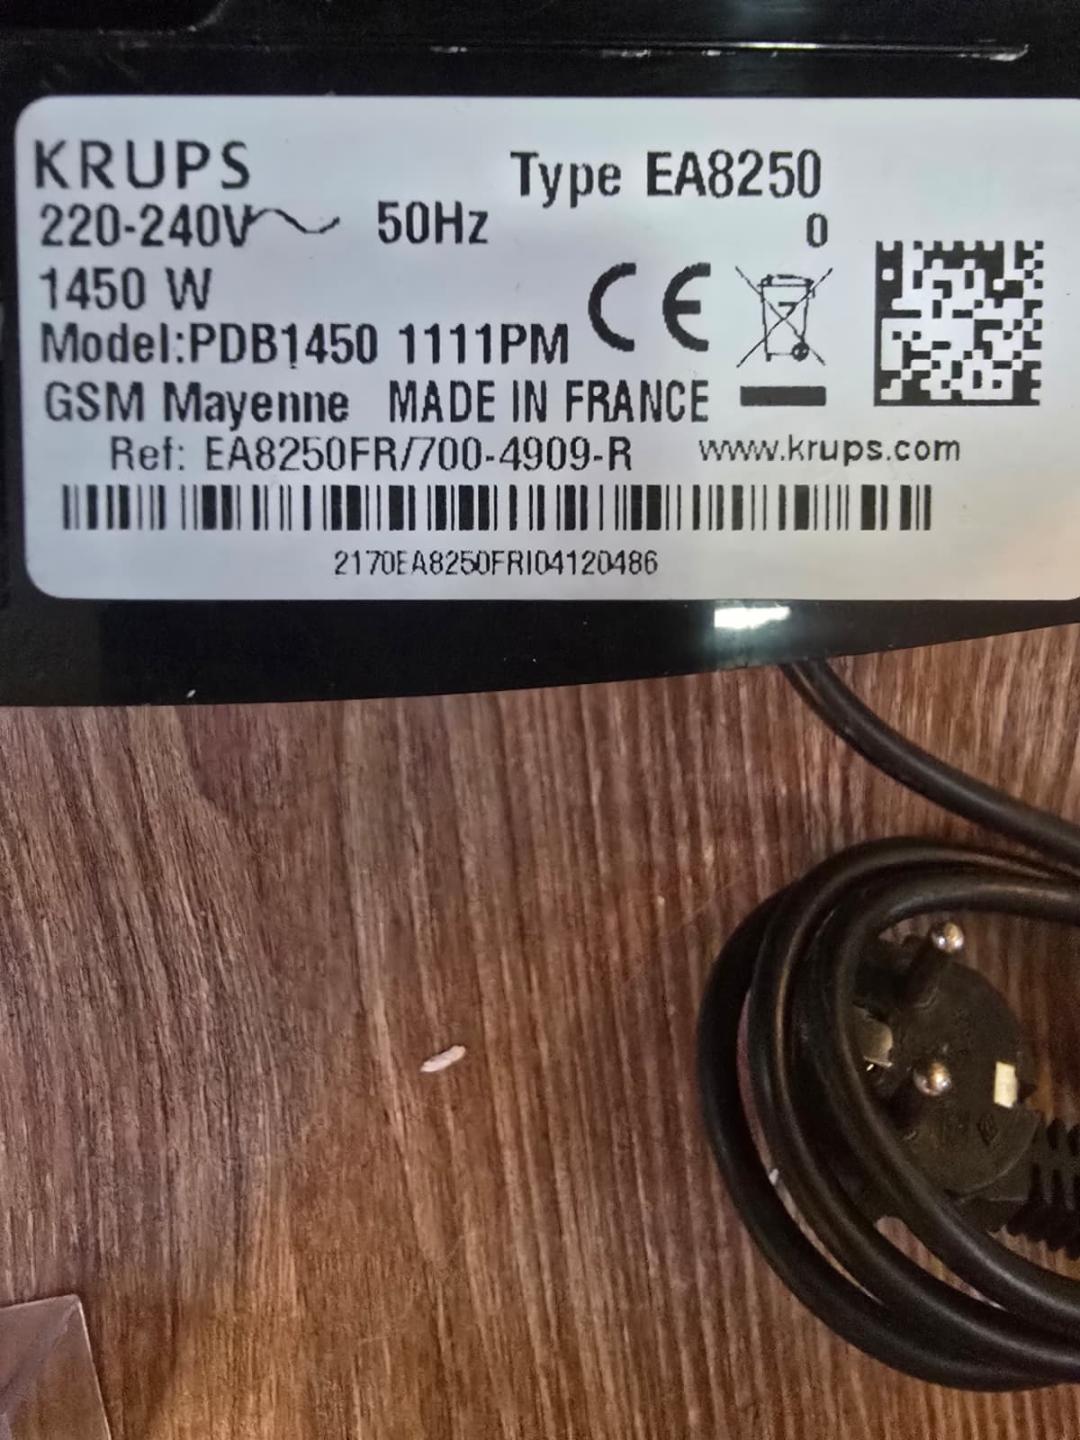 KRUPS Type EA8250
220-240V 50Hz 0
1450 W
Model:PDB1450 1111PM
GSM Mayenne MADE IN FRANCE
Ref: EA8250FR/700-4909-R www.krups.com
2170EA8250FRI04120486